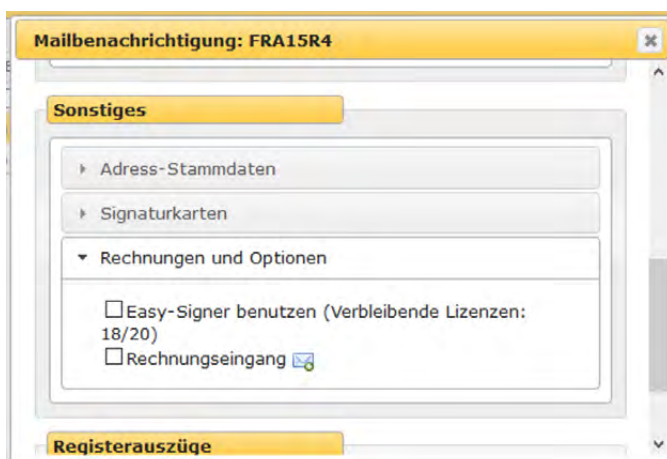 Mailbenachrichtigung: FRA15R4
Sonstiges
Adress-Stammdaten
Signaturkarten
Rechnungen und Optionen
Easy-Signer benutzen (Verbleibende Lizenzen:
18/20)
Rechnungseingang
Registerauszüge